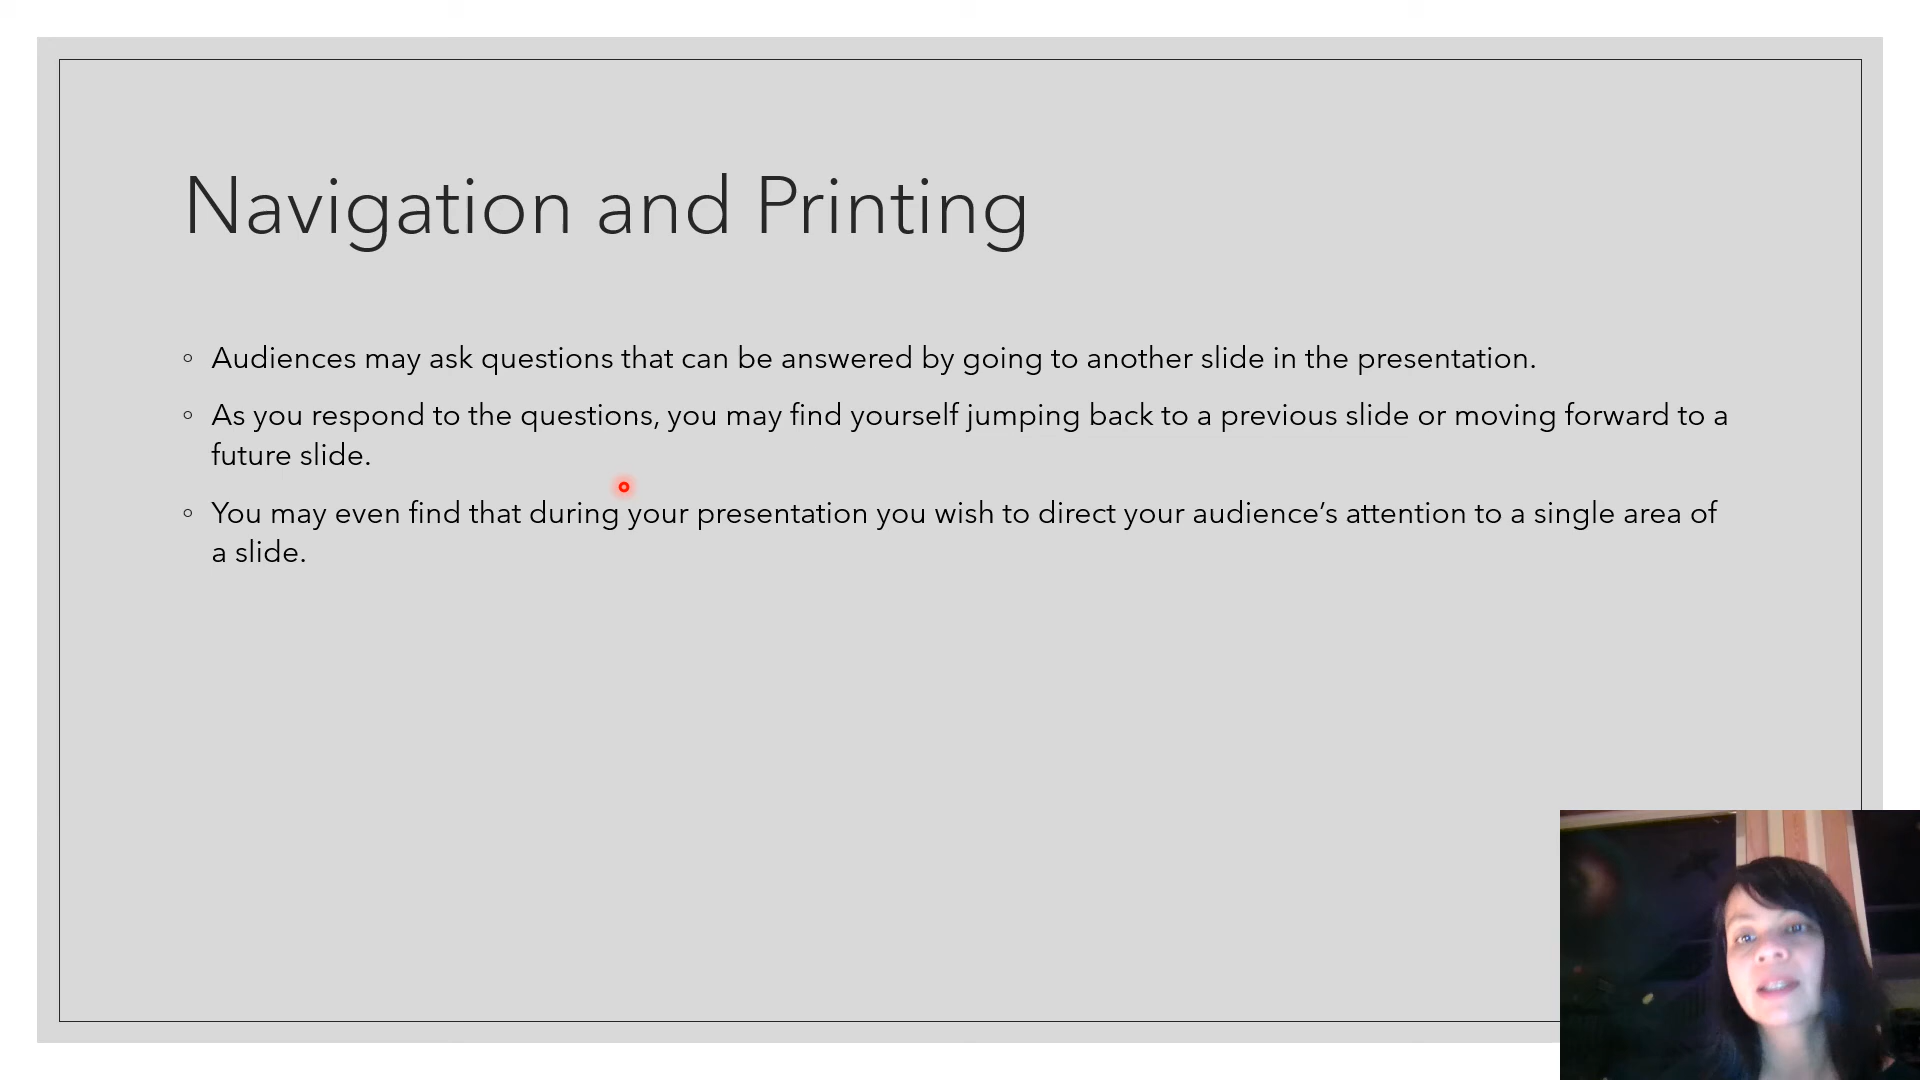 Navigation and Printing
Audiences may ask questions that can be answered by going to another slide in the presentation.
As you respond to the questions, you may find yourself jumping back to a previous slide or moving forward to a
future slide.
You may even find that during your presentation you wish to direct your audience’s attention to a single area of
a slide.